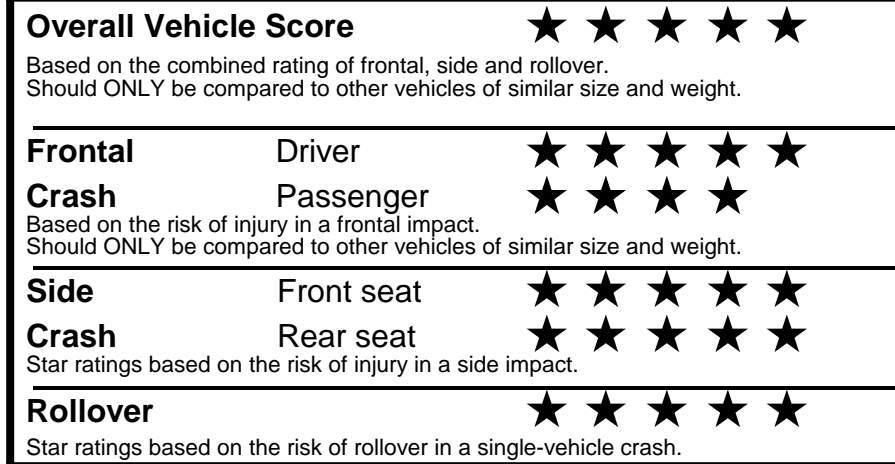 Overall Vehicle Score ★ ★ ★ ★ ★
Based on the combined rating of frontal, side and rollover.
Should ONLY be compared to other vehicles of similar size and weight.
Frontal Driver ★ ★ ★ ★ ★
Crash Passenger ★ ★ ★ ★
Based on the risk of injury in a frontal impact.
Should ONLY be compared to other vehicles of similar size and weight.
Side Front seat ★ ★ ★ ★ ★
Crash Rear seat ★ ★ ★ ★ ★
Star ratings based on the risk of injury in a side impact.
Rollover ★ ★ ★ ★ ★
Star ratings based on the risk of rollover in a single-vehicle crash.